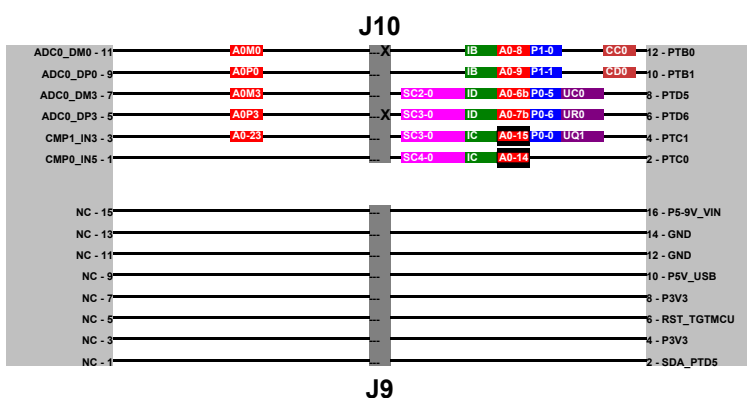 J10
ADC0_DM0 - 11 A0M0 --- X IB A0-8 P1-0 CC0 12 - PTB0
ADC0_DP0 - 9 A0P0 --- IB A0-9 P1-1 CD0 10 - PTB1
ADC0_DM3 - 7 A0M3 --- SC2-0 ID A0-6b P0-5 UC0 8 - PTD5
ADC0_DP3 - 5 A0P3 --- X SC3-0 ID A0-7b P0-6 UR0 6 - PTD6
CMP1_IN3 - 3 A0-23 --- SC3-0 IC A0-15 P0-0 UQ1 4 - PTC1
CMP0_IN5 - 1 --- SC4-0 IC A0-14 2 - PTC0
NC - 15 --- 16 - P5-9V_VIN
NC - 13 --- 14 - GND
NC - 11 --- 12 - GND
NC - 9 --- 10 - P5V_USB
NC - 7 --- 8 - P3V3
NC - 5 --- 6 - RST_TGTMCU
NC - 3 --- 4 - P3V3
NC - 1 --- 2 - SDA_PTD5
J9